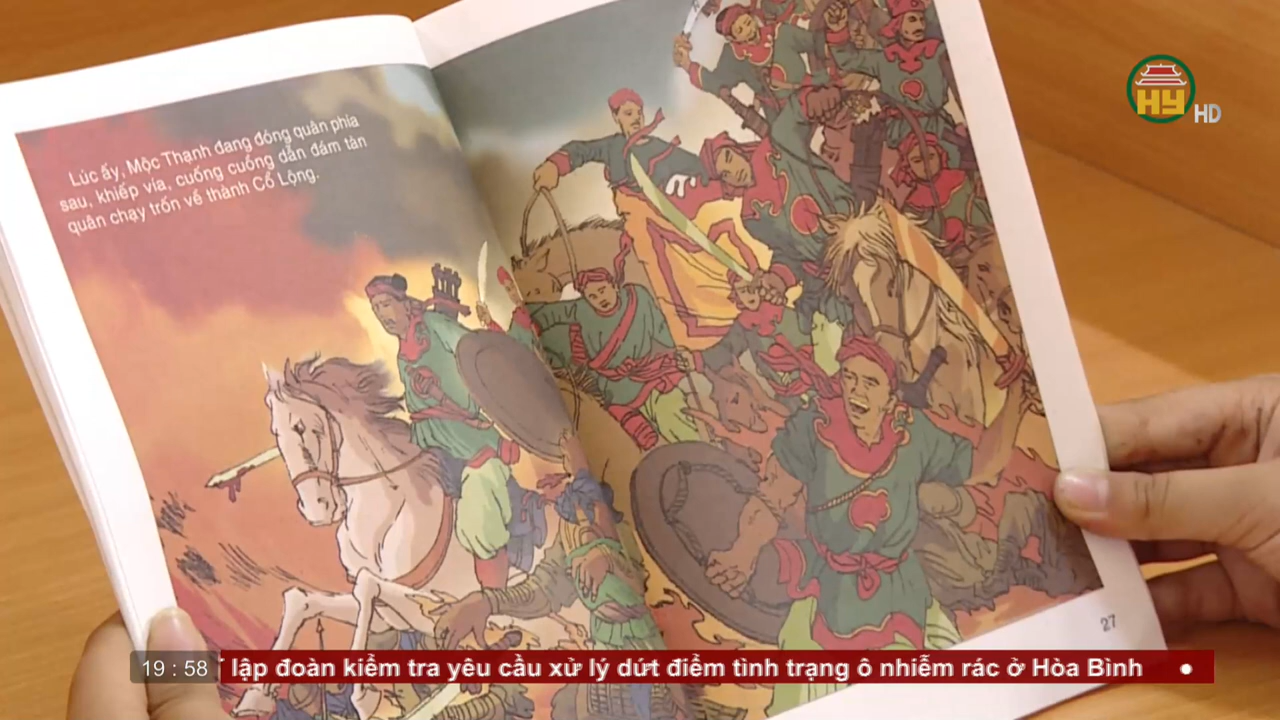 HY HD
Lúc ấy, Mộc Thạnh đang đóng quân phía
sau, khiếp vía, cuống cuồng dẫn đám tàn
quân chạy trốn về thành Cổ Lộng.
27
19 : 58 lập đoàn kiểm tra yêu cầu xử lý dứt điểm tình trạng ô nhiễm rác ở Hòa Bình